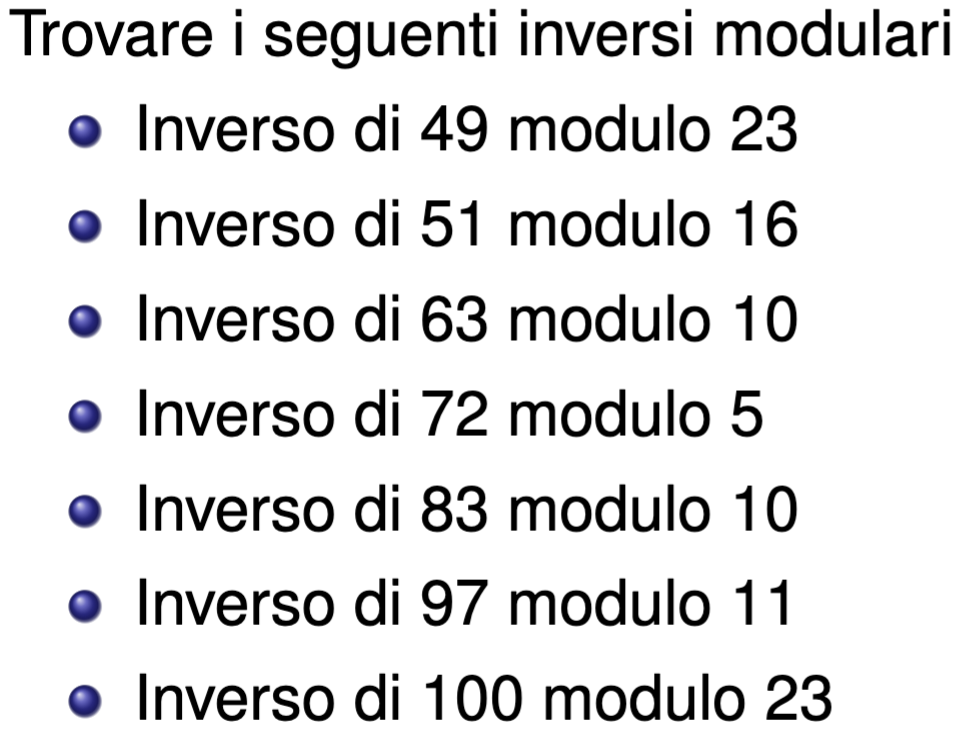 Trovare i seguenti inversi modulari
Inverso di 49 modulo 23
Inverso di 51 modulo 16
Inverso di 63 modulo 10
Inverso di 72 modulo 5
Inverso di 83 modulo 10
Inverso di 97 modulo 11
Inverso di 100 modulo 23